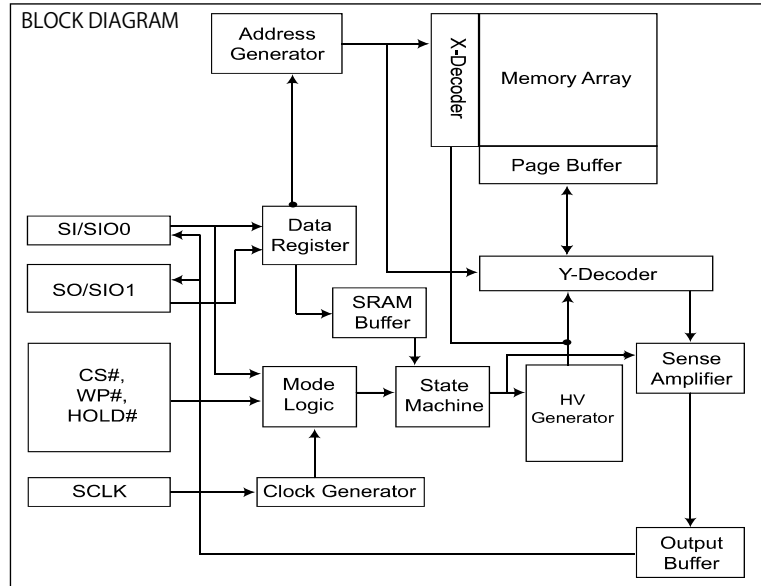 BLOCK DIAGRAM
Address
Generator
X-Decoder
Memory Array
Page Buffer
SI/SIO0
Data
Register
SO/SIO1
Y-Decoder
SRAM
Buffer
CS#,
WP#,
HOLD#
Mode
Logic
State
Machine
HV
Generator
Sense
Amplifier
SCLK
Clock Generator
Output
Buffer